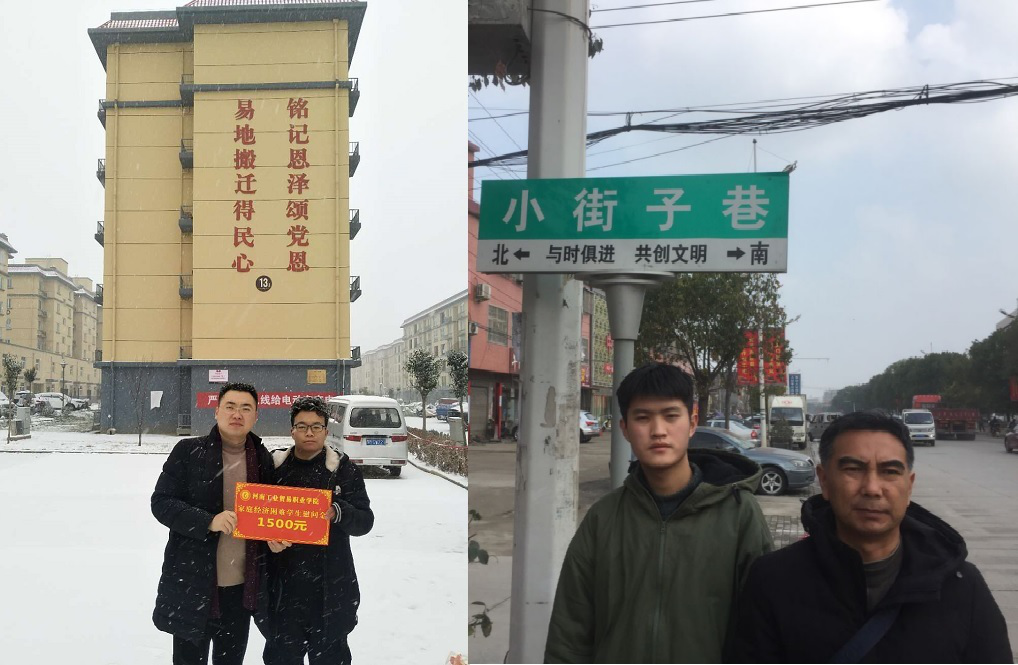 铭记恩泽颂党恩
易地搬迁得民心
13
河南工业贸易职业学院
家庭经济困难学生慰问金
1500元
小街子巷
北 与时俱进 共创文明 南